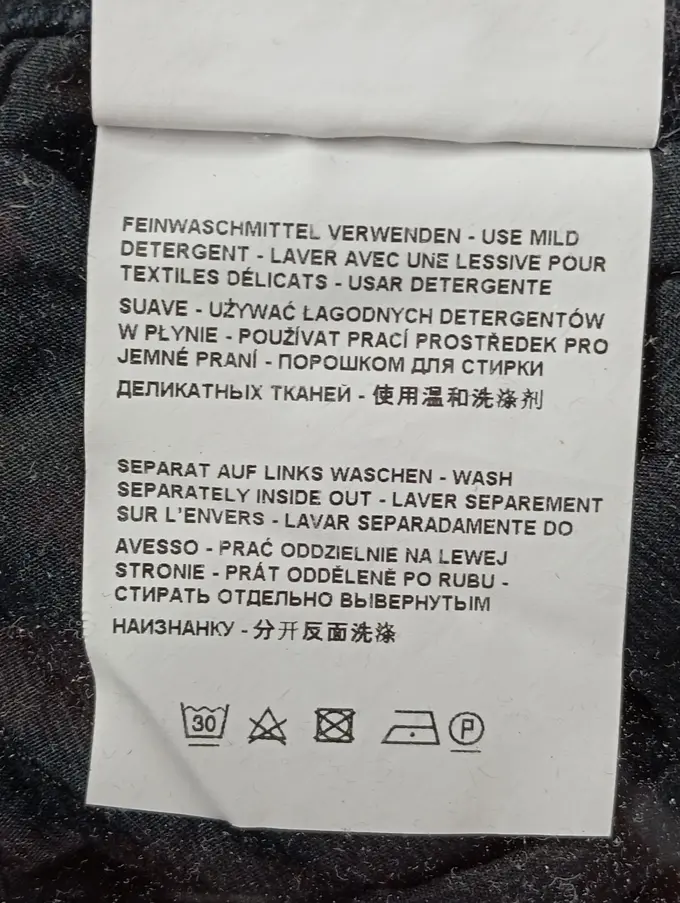 FEINWASCHMITTEL VERWENDEN - USE MILD
DETERGENT - LAVER AVEC UNE LESSIVE POUR
TEXTILES DÉLICATS - USAR DETERGENTE
SUAVE - UŻYWAĆ ŁAGODNYCH DETERGENTÓW
W PŁYNIE - POUŽÍVAT PRACÍ PROSTŘEDEK PRO
JEMNÉ PRANÍ - ПОРОШКОМ ДЛЯ СТИРКИ
ДЕЛИКАТНЫХ ТКАНЕЙ - 使用温和洗涤剂
SEPARAT AUF LINKS WASCHEN - WASH
SEPARATELY INSIDE OUT - LAVER SEPAREMENT
SUR L'ENVERS - LAVAR SEPARADAMENTE DO
AVESSO - PRAĆ ODDZIELNIE NA LEWEJ
STRONIE - PRÁT ODDĚLENĚ PO RUBU -
СТИРАТЬ ОТДЕЛЬНО ВЫВЕРНУТЫМ
НАИЗНАНКУ - 分开反面洗涤
30 P